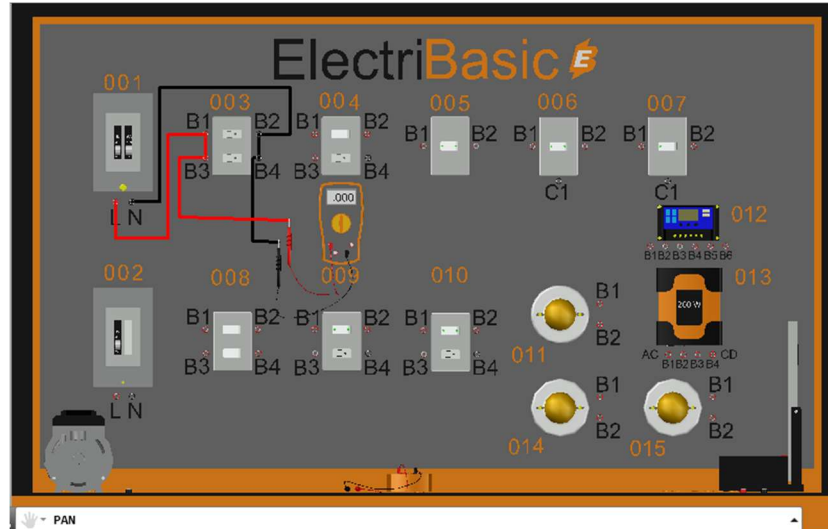 ElectriBasic E
001
003
004
005
006
007
B1 B2
B1 B2
B1 B2
B1 B2
B1 B2
B3 B4
B3 B4
C1
C1
.000
L N
012
B1 B2 B3 B4 B5 B6
002
008
009
010
013
200 W
B1 B2
B1 B2
B1 B2
B1
B2
011
B3 B4
B3 B4
B3 B4
AC CD
B1 B2 B3 B4
L N
B1
B2
B1
B2
014
015
PAN